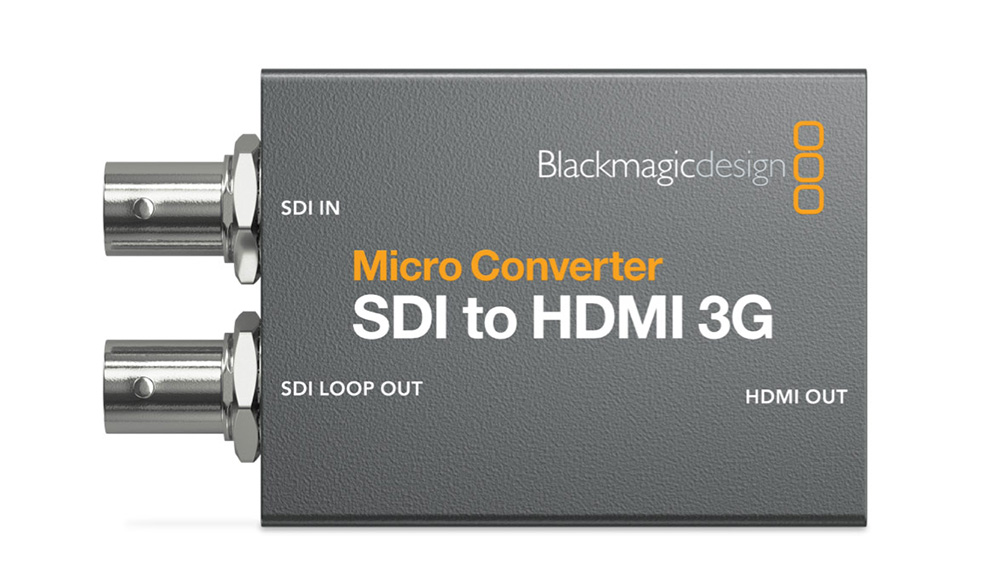 Blackmagicdesign
SDI IN
Micro Converter
SDI to HDMI 3G
SDI LOOP OUT
HDMI OUT